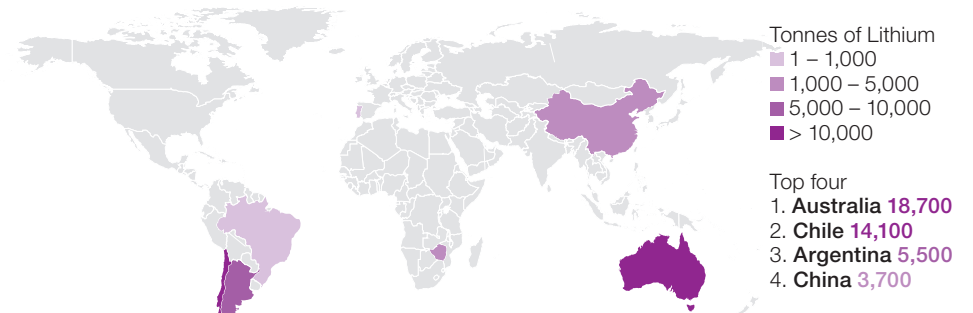 Tonnes of Lithium
1 – 1,000
1,000 – 5,000
5,000 – 10,000
> 10,000
Top four
1. Australia 18,700
2. Chile 14,100
3. Argentina 5,500
4. China 3,700